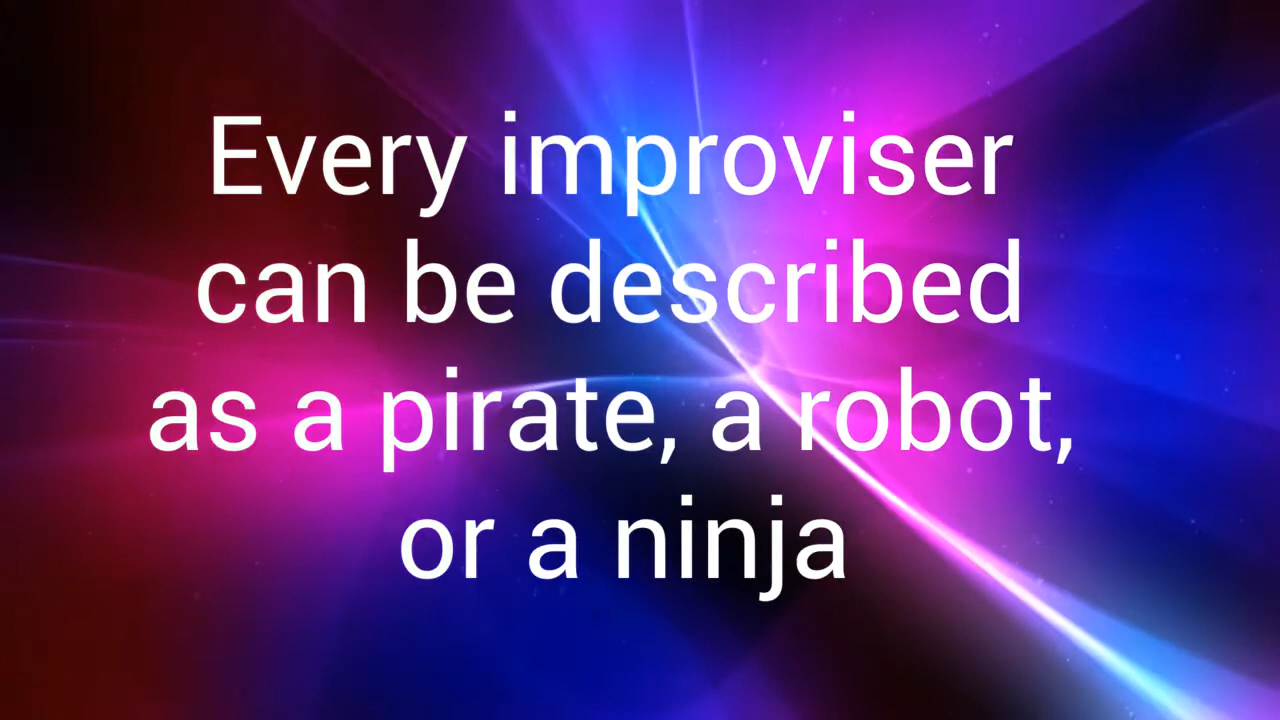 Every improviser
can be described
as a pirate, a robot,
or a ninja